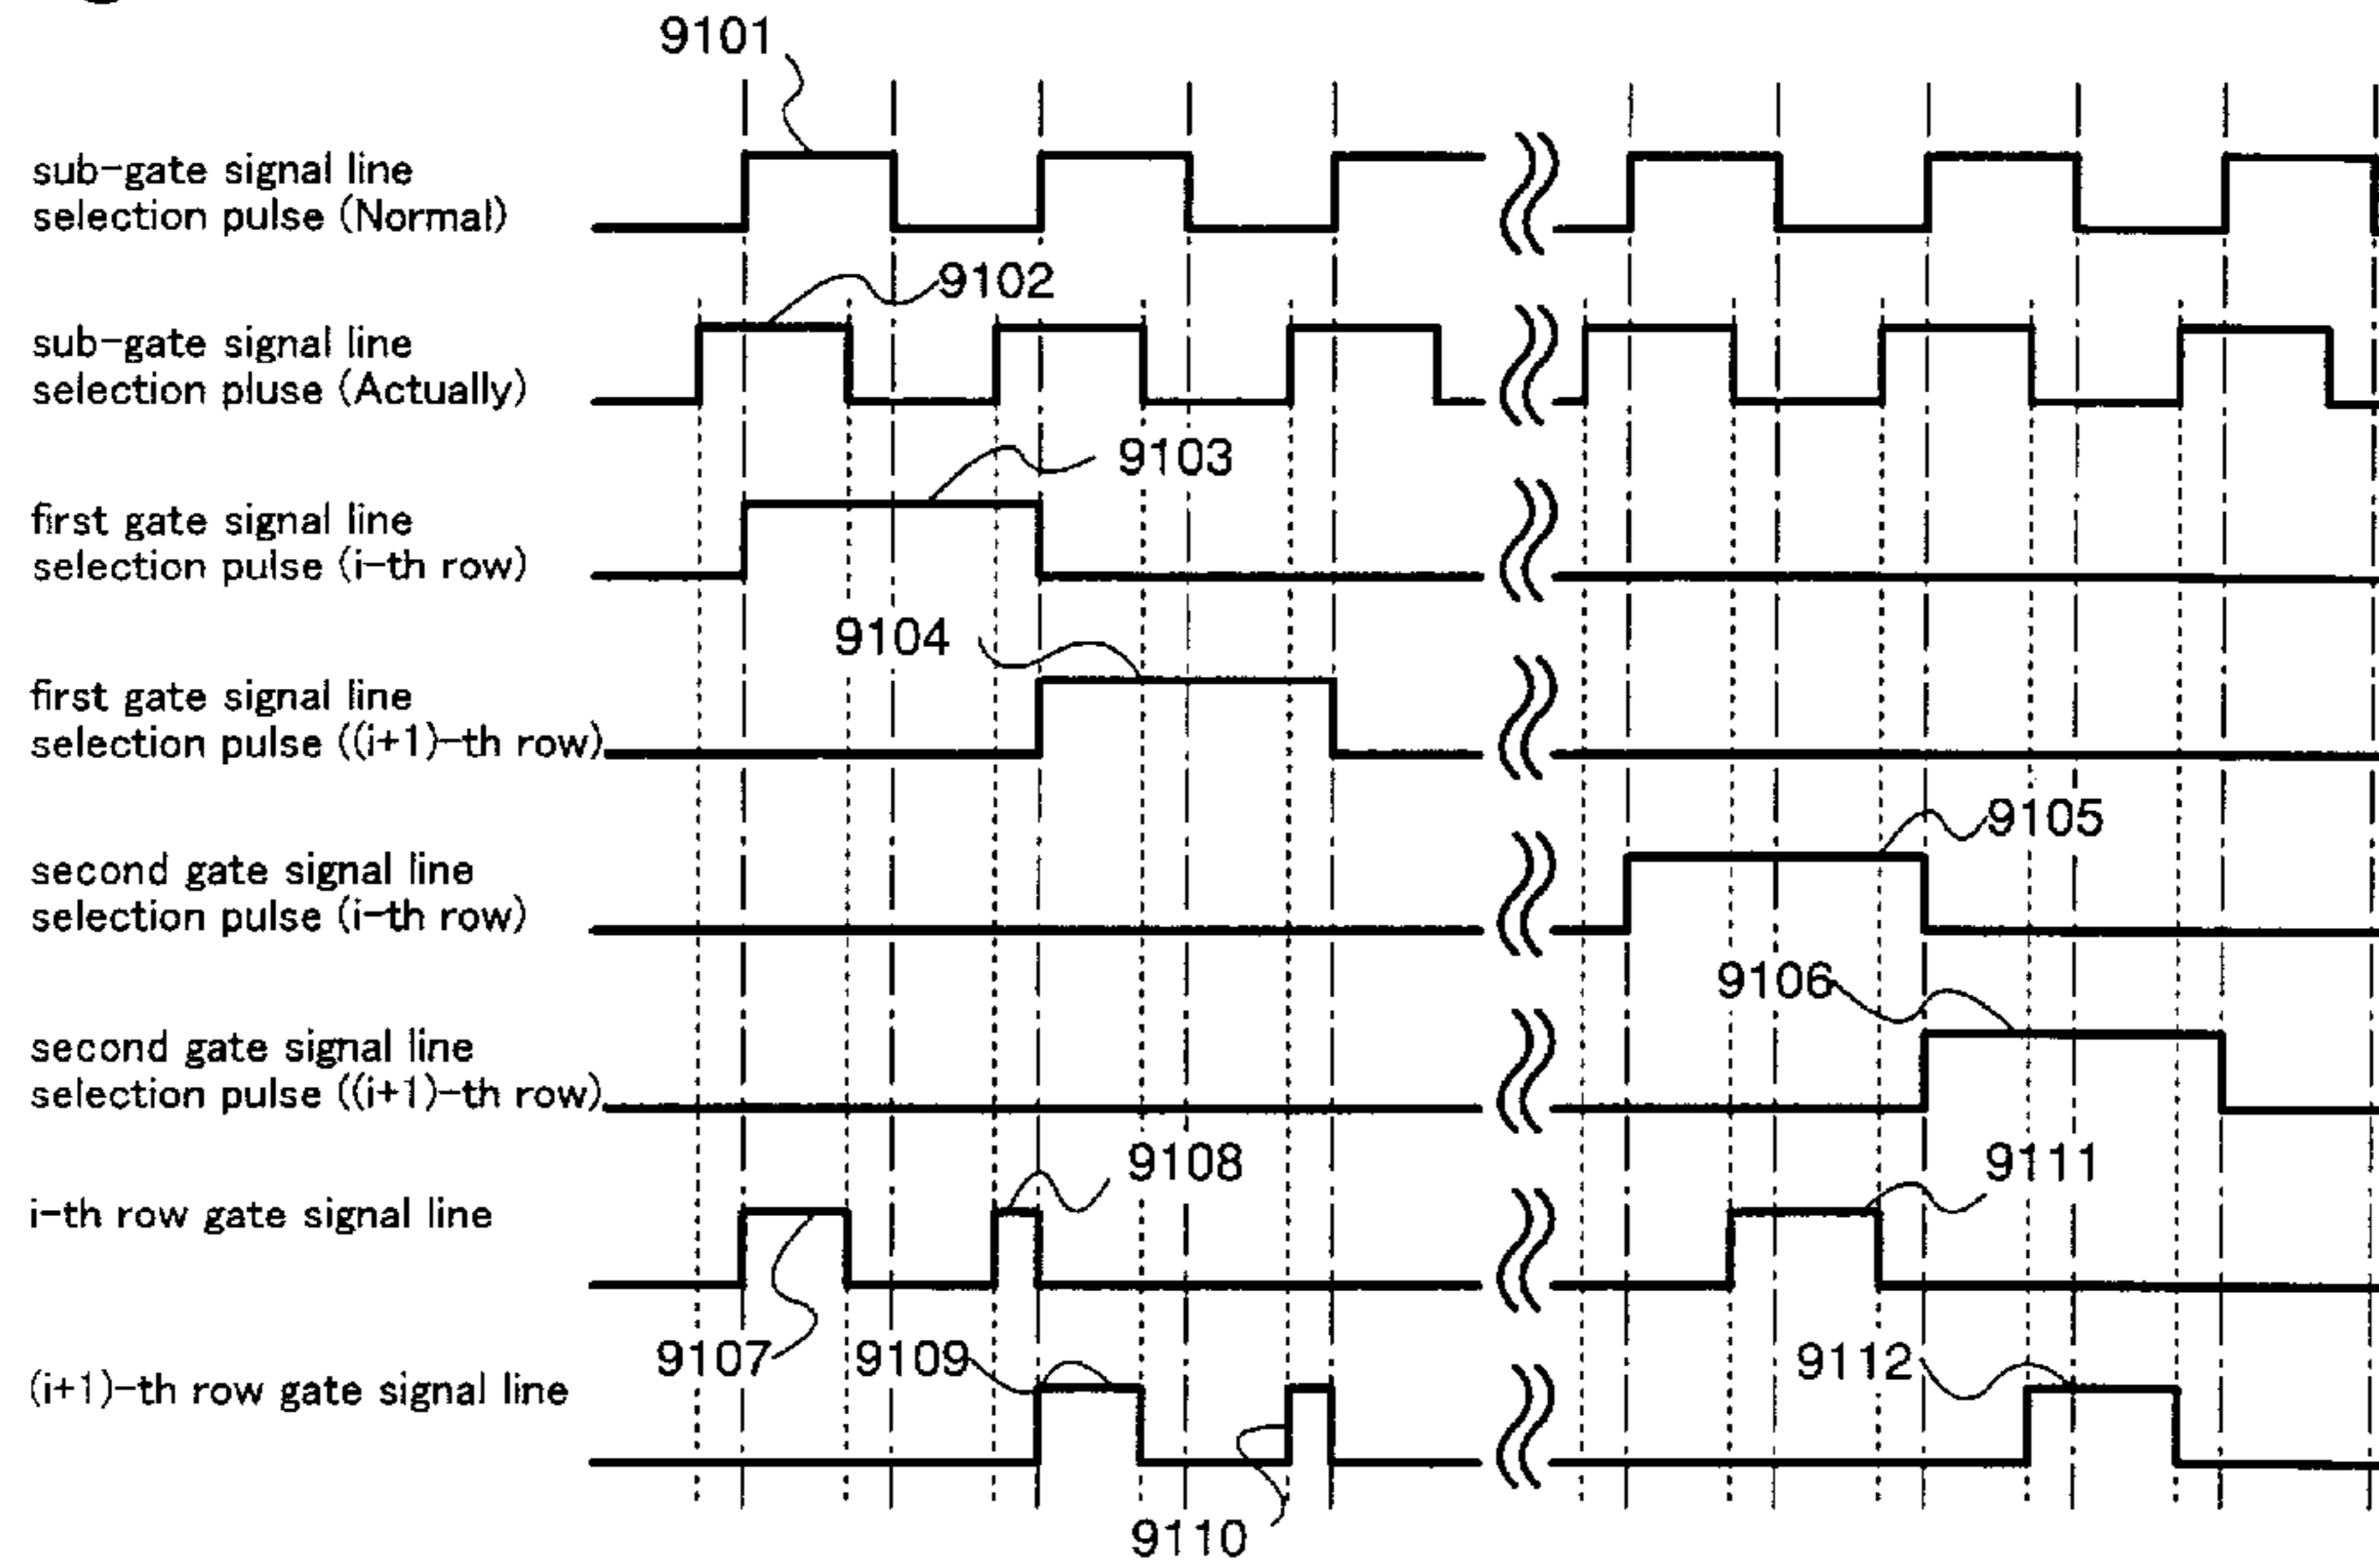 9101
sub-gate signal line
selection pulse (Normal)
9102
sub-gate signal line
selection pluse (Actually)
9103
first gate signal line
selection pulse (i-th row)
9104
first gate signal line
selection pulse ((i+1)-th row)
9105
second gate signal line
selection pulse (i-th row)
9106
second gate signal line
selection pulse ((i+1)-th row)
9108
9111
i-th row gate signal line
9107
9109
9112
(i+1)-th row gate signal line
9110